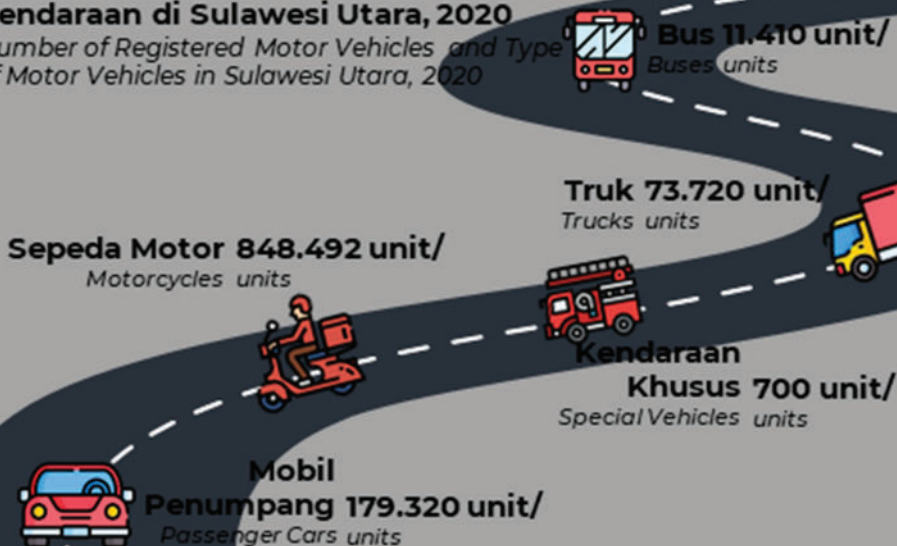 endaraan di Sulawesi Utara, 2020
umber of Registered Motor Vehicles and Type
f Motor Vehicles in Sulawesi Utara, 2020
Bus 11.410 unit/
Buses units
Truk 73.720 unit/
Trucks units
Sepeda Motor 848.492 unit/
Motorcycles units
Kendaraan
Khusus 700 unit/
Special Vehicles units
Mobil
Penumpang 179.320 unit/
Passenger Cars units